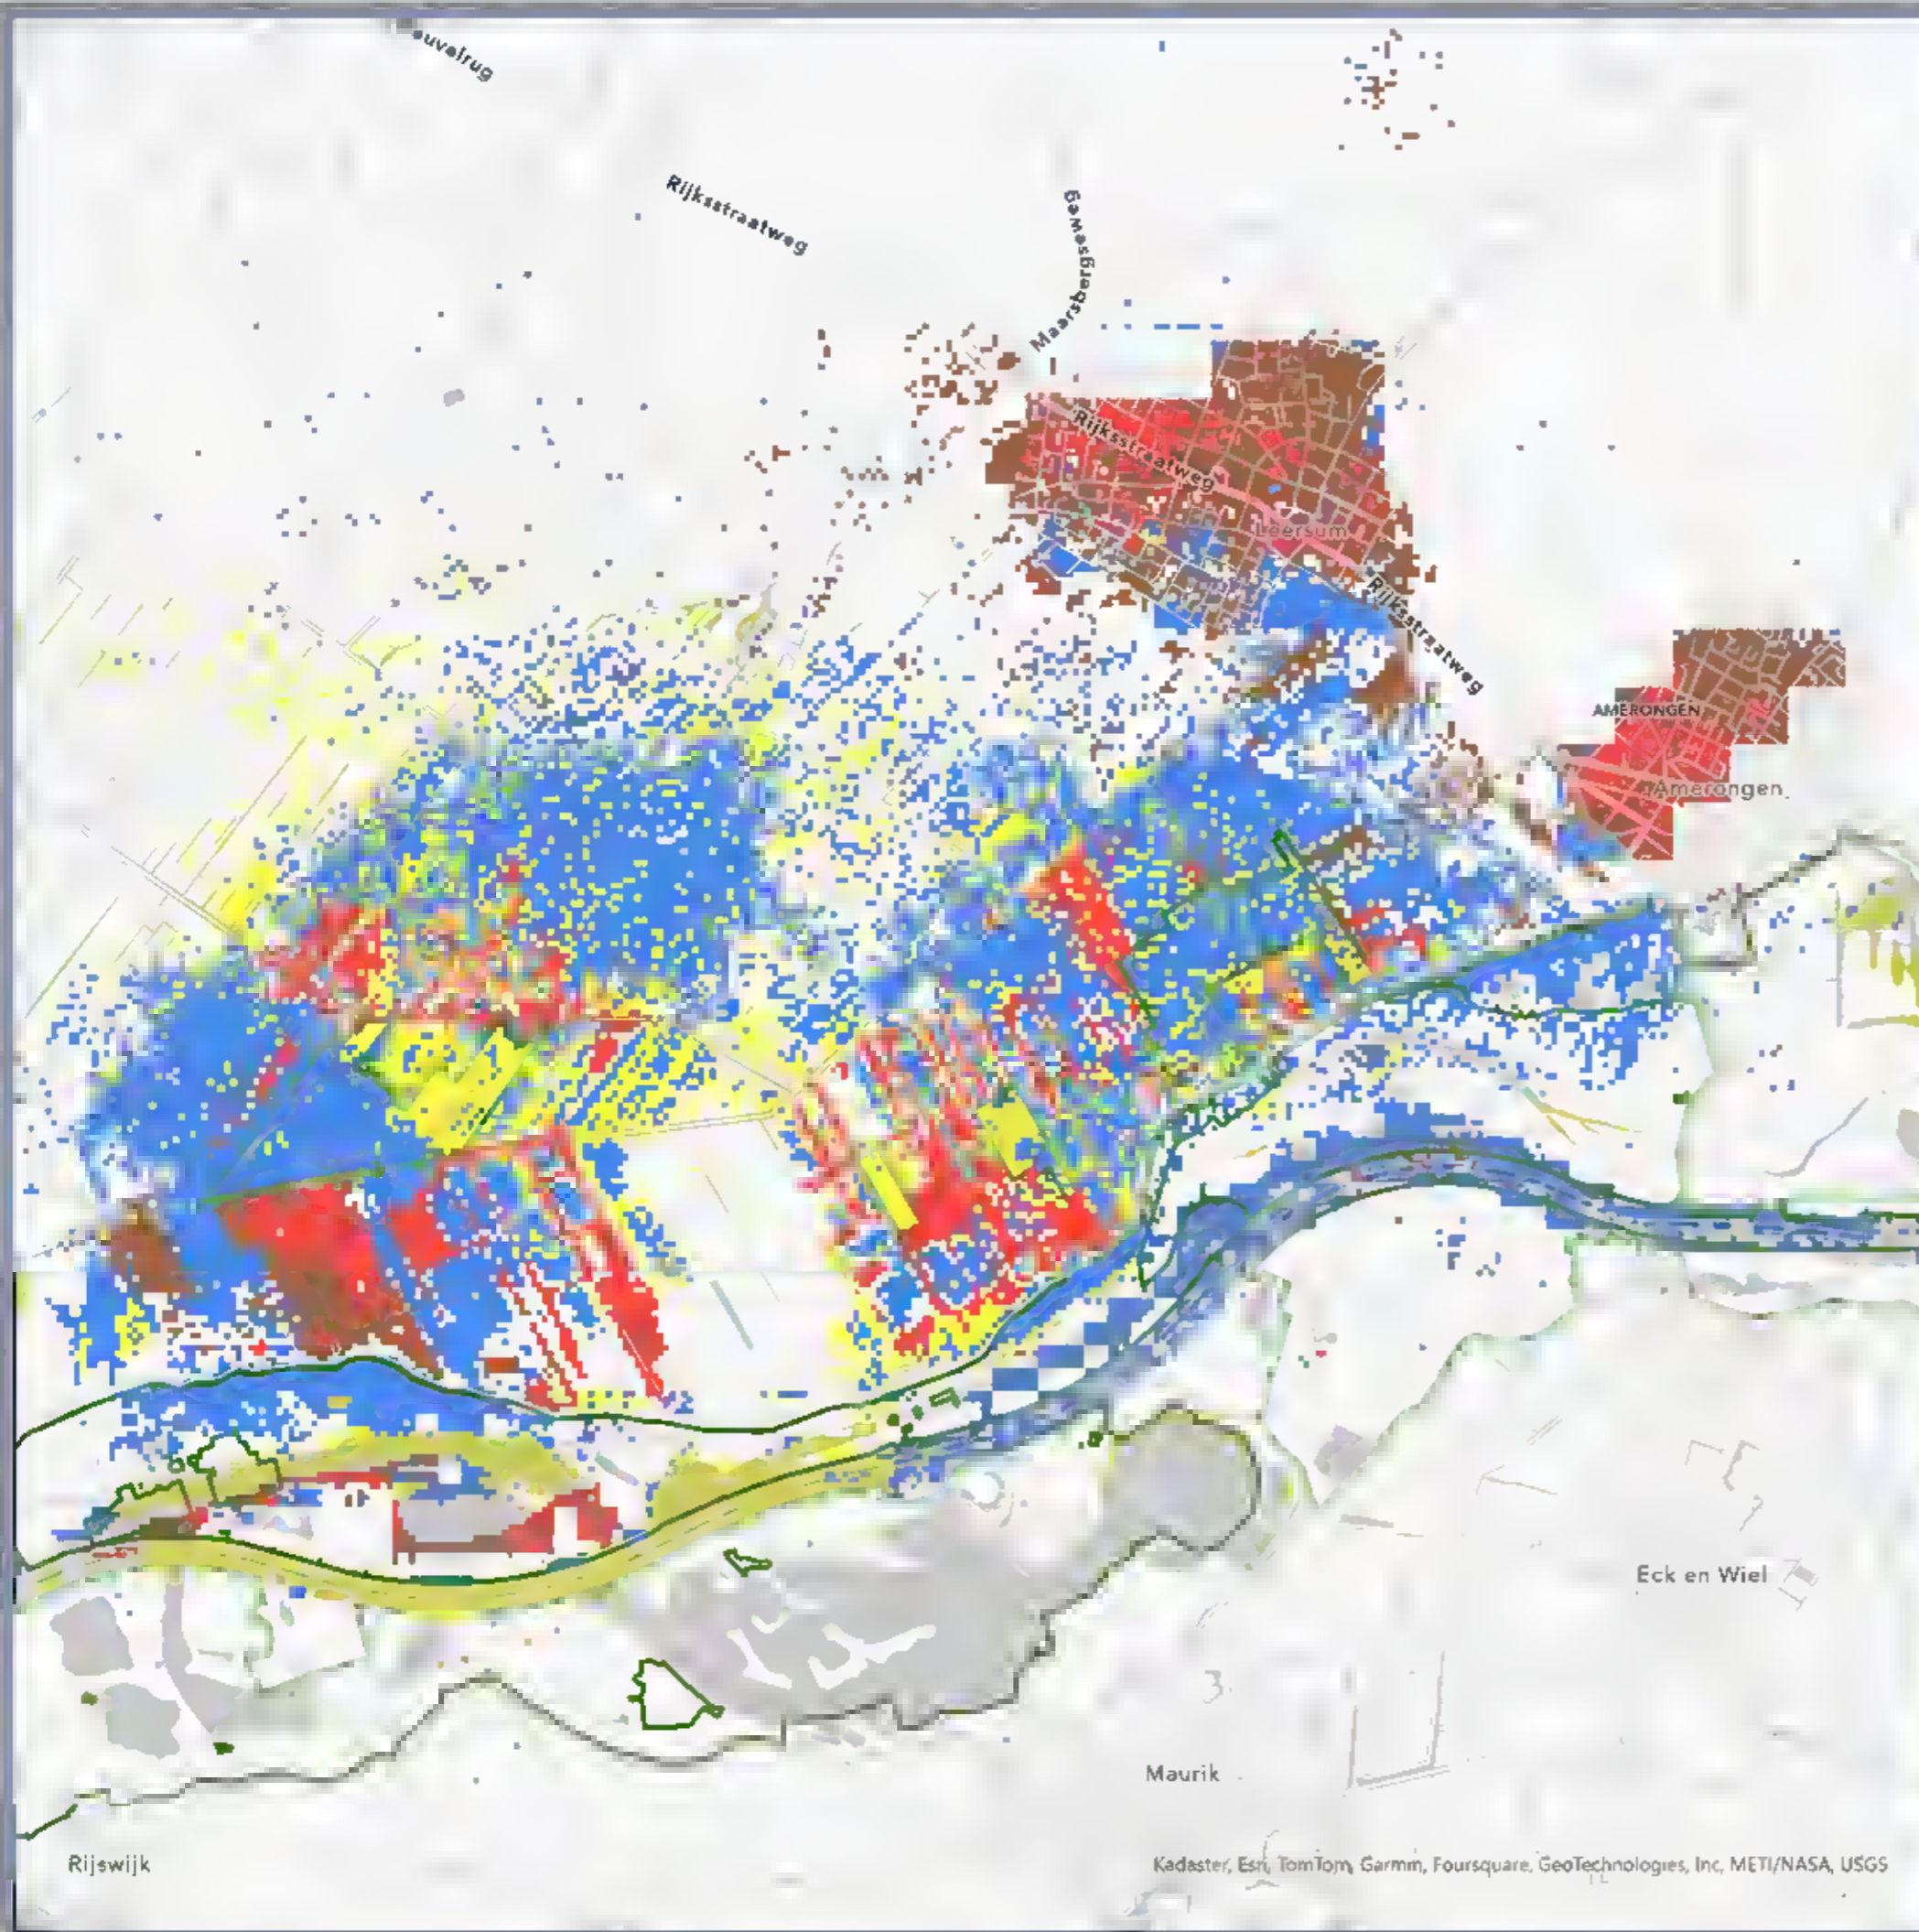 Rijksstraatweg
Maarsbergseweg
Rijksstraatweg
Leersum
Rijksstraatweg
AMERONGEN
Amerongen
Eck en Wiel
Maurik
Rijswijk
Kadaster, Esri, TomTom, Garmin, Foursquare, GeoTechnologies, Inc, METI/NASA, USGS